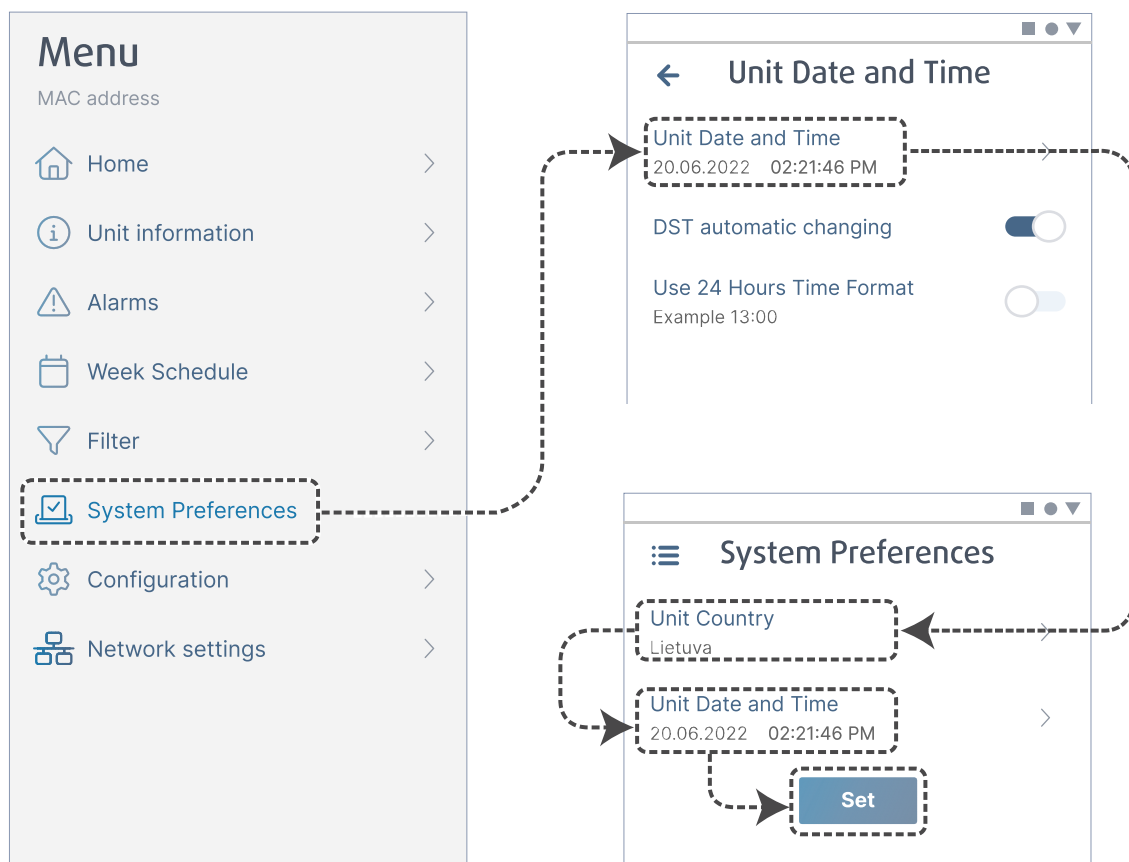 Menu
MAC address
Home
Unit information
Alarms
Week Schedule
Filter
System Preferences
Configuration
Network settings
Unit Date and Time
Unit Date and Time
20.06.2022 02:21:46 PM
DST automatic changing
Use 24 Hours Time Format
Example 13:00
System Preferences
Unit Country
Lietuva
Unit Date and Time
20.06.2022 02:21:46 PM
Set